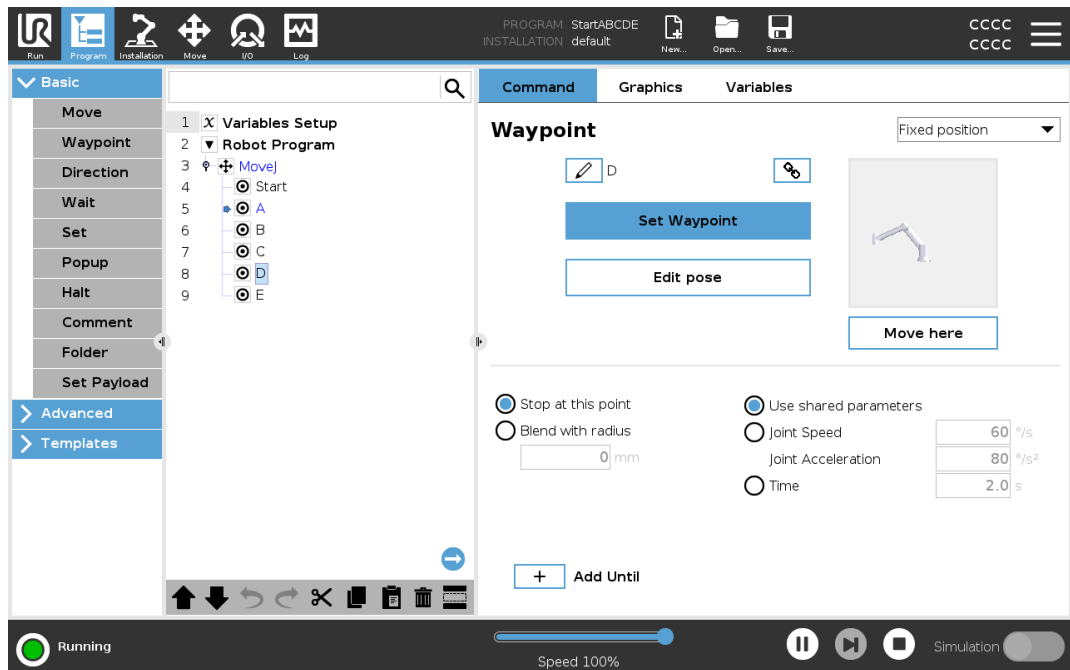 PROGRAM StartABCDE
INSTALLATION default
CCCC
CCCC
Run Program Installation Move I/O Log New... Open... Save...
Basic
Move
Waypoint
Direction
Wait
Set
Popup
Halt
Comment
Folder
Set Payload
Advanced
Templates
1 X Variables Setup
2 Robot Program
3 MoveJ
4 Start
5 A
6 B
7 C
8 D
9 E
Command Graphics Variables
Waypoint
Fixed position
D
Set Waypoint
Edit pose
Move here
Stop at this point
Blend with radius
0 mm
Use shared parameters
Joint Speed 60 °/s
Joint Acceleration 80 °/s²
Time 2.0 s
+ Add Until
Running
Speed 100%
Simulation